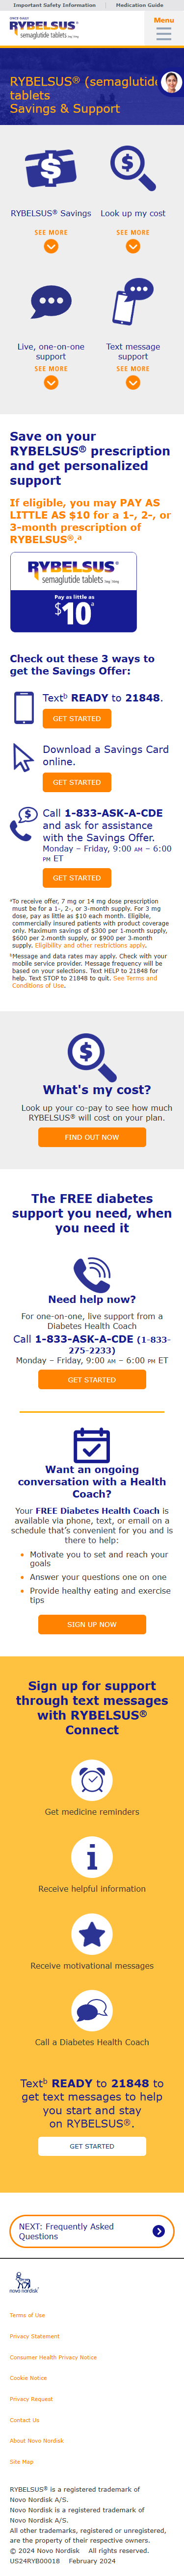 Important Safety Information | Medication Guide
ONCE-DAILY
RYBELSUS®
semaglutide tablets
Menu
RYBELSUS® (semaglutide)
tablets
Savings & Support
RYBELSUS® Savings
SEE MORE
Look up my cost
SEE MORE
Live, one-on-one
support
SEE MORE
Text message
support
SEE MORE
Save on your
RYBELSUS® prescription
and get personalized
support
If eligible, you may PAY AS
LITTLE AS $10 for a 1-, 2-, or
3-month prescription of
RYBELSUS®.a
RYBELSUS®
semaglutide tablets
Pay as little as
$10a
Check out these 3 ways to
get the Savings Offer:
Textb READY to 21848.
GET STARTED
Download a Savings Card
online.
GET STARTED
Call 1-833-ASK-A-CDE
and ask for assistance
with the Savings Offer.
Monday – Friday, 9:00 AM – 6:00
PM ET
GET STARTED
aTo receive offer, 7 mg or 14 mg dose prescription
must be for a 1-, 2-, or 3-month supply. For 3 mg
dose, pay as little as $10 each month. Eligible,
commercially insured patients with product coverage
only. Maximum savings of $300 per 1-month supply,
$600 per 2-month supply, or $900 per 3-month
supply. Eligibility and other restrictions apply.
bMessage and data rates may apply. Check with your
mobile service provider. Message frequency will be
based on your selections. Text HELP to 21848 for
help. Text STOP to 21848 to quit. See Terms and
Conditions of Use.
What's my cost?
Look up your co-pay to see how much
RYBELSUS® will cost on your plan.
FIND OUT NOW
The FREE diabetes
support you need, when
you need it
Need help now?
For one-on-one, live support from a
Diabetes Health Coach
Call 1-833-ASK-A-CDE (1-833-
275-2233)
Monday – Friday, 9:00 AM – 6:00 PM ET
GET STARTED
Want an ongoing
conversation with a Health
Coach?
Your FREE Diabetes Health Coach is
available via phone, text, or email on a
schedule that’s convenient for you and is
there to help:
• Motivate you to set and reach your
goals
• Answer your questions one on one
• Provide healthy eating and exercise
tips
SIGN UP NOW
Sign up for support
through text messages
with RYBELSUS®
Connect
Get medicine reminders
Receive helpful information
Receive motivational messages
Call a Diabetes Health Coach
Textb READY to 21848 to
get text messages to help
you start and stay
on RYBELSUS®.
GET STARTED
NEXT: Frequently Asked
Questions
novo nordisk®
Terms of Use
Privacy Statement
Consumer Health Privacy Notice
Cookie Notice
Privacy Request
Contact Us
About Novo Nordisk
Site Map
RYBELSUS® is a registered trademark of
Novo Nordisk A/S.
Novo Nordisk is a registered trademark of
Novo Nordisk A/S.
All other trademarks, registered or unregistered,
are the property of their respective owners.
© 2024 Novo Nordisk All rights reserved.
US24RYB00018 February 2024